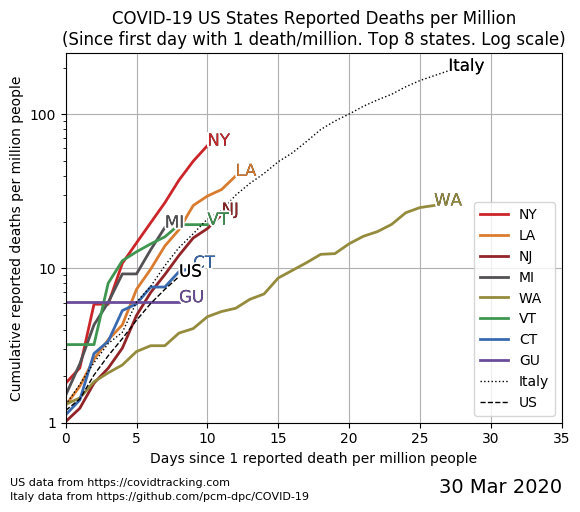 COVID-19 US States Reported Deaths per Million
(Since first day with 1 death/million. Top 8 states. Log scale)
Cumulative reported deaths per million people
100
10
1
Italy
NY
LA
WA
NJ
MI
VT
CT
US
GU
NY
LA
NJ
MI
WA
VT
CT
GU
Italy
US
0 5 10 15 20 25 30 35
Days since 1 reported death per million people
US data from https://covidtracking.com
Italy data from https://github.com/pcm-dpc/COVID-19
30 Mar 2020